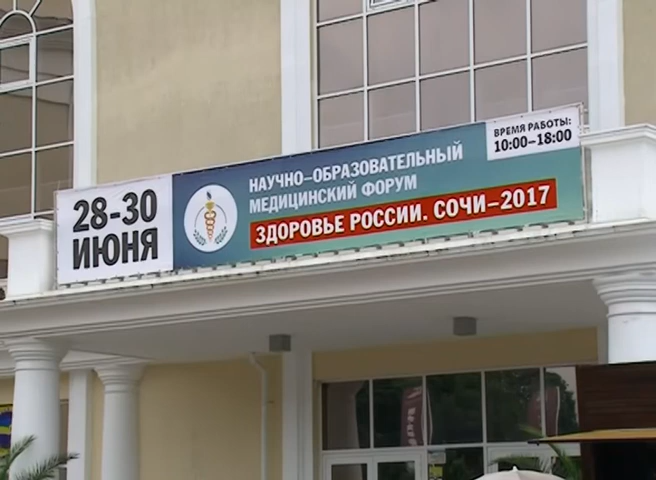 28-30
ИЮНЯ
НАУЧНО-ОБРАЗОВАТЕЛЬНЫЙ
МЕДИЦИНСКИЙ ФОРУМ
ЗДОРОВЬЕ РОССИИ. СОЧИ-2017
ВРЕМЯ РАБОТЫ:
10:00-18:00